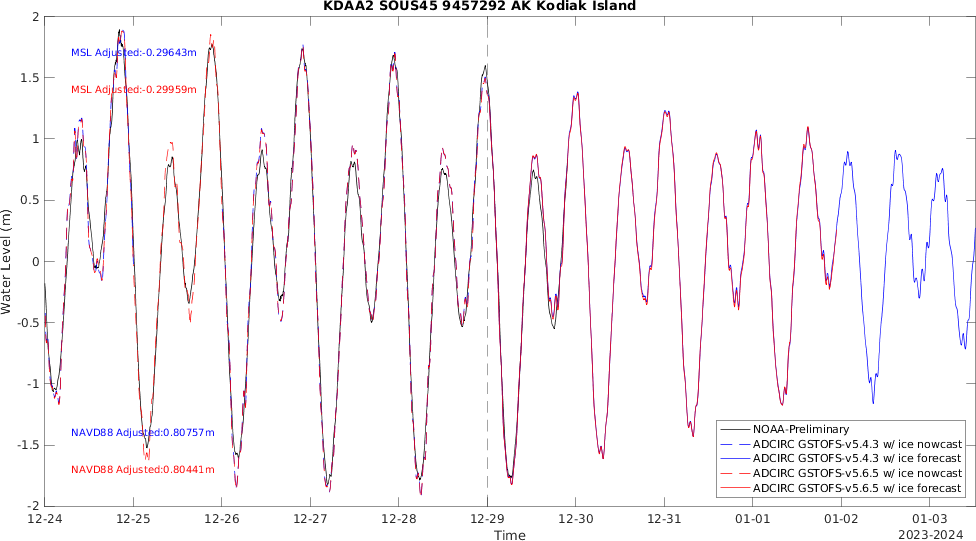 KDAA2 SOUS45 9457292 AK Kodiak Island
2
1.5
1
0.5
0
-0.5
-1
-1.5
-2
Water Level (m)
MSL Adjusted:-0.29643m
MSL Adjusted:-0.29959m
NAVD88 Adjusted:0.80757m
NAVD88 Adjusted:0.80441m
NOAA-Preliminary
ADCIRC GSTOFS-v5.4.3 w/ ice nowcast
ADCIRC GSTOFS-v5.4.3 w/ ice forecast
ADCIRC GSTOFS-v5.6.5 w/ ice nowcast
ADCIRC GSTOFS-v5.6.5 w/ ice forecast
12-24 12-25 12-26 12-27 12-28 12-29 12-30 12-31 01-01 01-02 01-03
Time
2023-2024